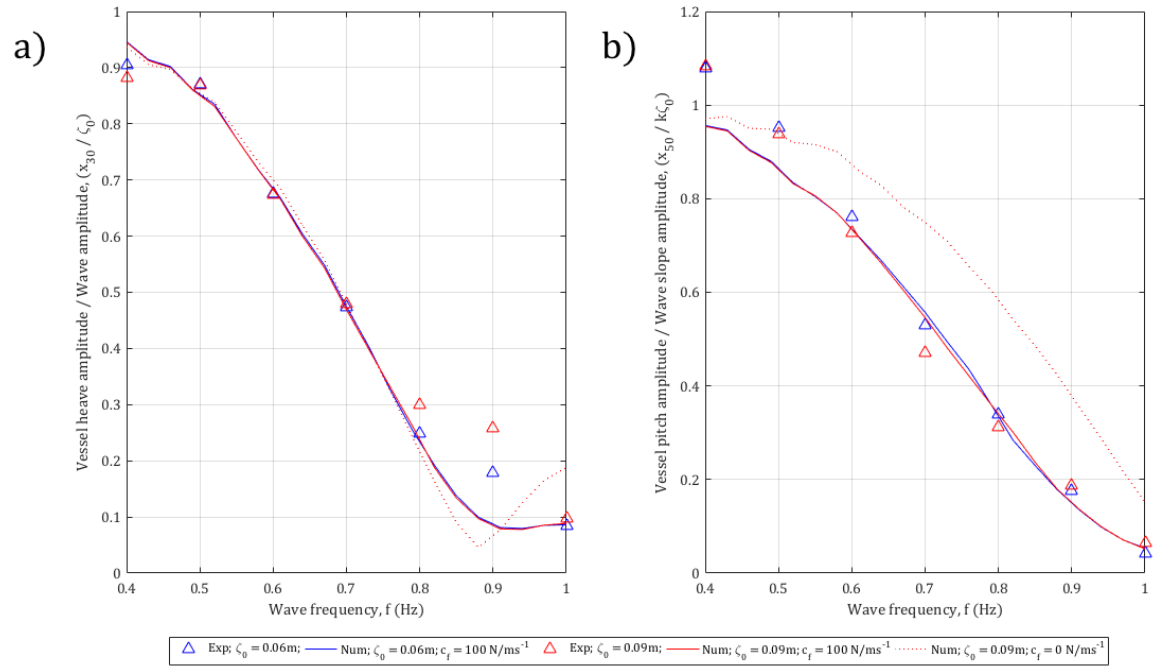 a)
1
0.9
0.8
0.7
0.6
0.5
0.4
0.3
0.2
0.1
0
Vessel heave amplitude / Wave amplitude, (x₃₀ / ζ₀)
0.4 0.5 0.6 0.7 0.8 0.9 1
Wave frequency, f (Hz)
b)
1.2
1
0.8
0.6
0.4
0.2
0
Vessel pitch amplitude / Wave slope amplitude, (x₅₀ / kζ₀)
0.4 0.5 0.6 0.7 0.8 0.9 1
Wave frequency, f (Hz)
Exp; ζ₀ = 0.06m; Num; ζ₀ = 0.06m; c_f = 100 N/ms⁻¹ Exp; ζ₀ = 0.09m; Num; ζ₀ = 0.09m; c_f = 100 N/ms⁻¹ Num; ζ₀ = 0.09m; c_f = 0 N/ms⁻¹